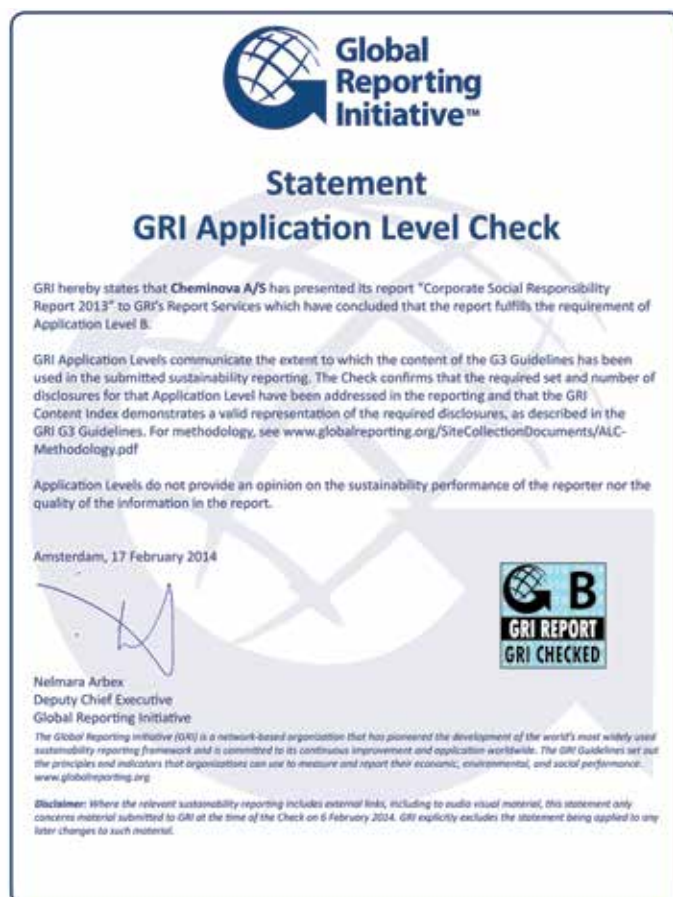 Global
Reporting
Initiative™
Statement
GRI Application Level Check
GRI hereby states that Cheminova A/S has presented its report "Corporate Social Responsibility
Report 2013" to GRI's Report Services which have concluded that the report fulfills the requirement of
Application Level B.
GRI Application Levels communicate the extent to which the content of the G3 Guidelines has been
used in the submitted sustainability reporting. The Check confirms that the required set and number of
disclosures for that Application Level have been addressed in the reporting and that the GRI
Content Index demonstrates a valid representation of the required disclosures, as described in the
GRI G3 Guidelines. For methodology, see www.globalreporting.org/SiteCollectionDocuments/ALC-
Methodology.pdf
Application Levels do not provide an opinion on the sustainability performance of the reporter nor the
quality of the information in the report.
Amsterdam, 17 February 2014
B
GRI REPORT
GRI CHECKED
Nelmara Arbex
Deputy Chief Executive
Global Reporting Initiative
The Global Reporting Initiative (GRI) is a network-based organization that has pioneered the development of the world's most widely used
sustainability reporting framework and is committed to its continuous improvement and application worldwide. The GRI Guidelines set out
the principles and indicators that organizations can use to measure and report their economic, environmental, and social performance.
www.globalreporting.org
Disclaimer: Where the relevant sustainability reporting includes external links, including to audio visual material, this statement only
concerns material submitted to GRI at the time of the Check on 6 February 2014. GRI explicitly excludes the statement being applied to any
later changes to such material.